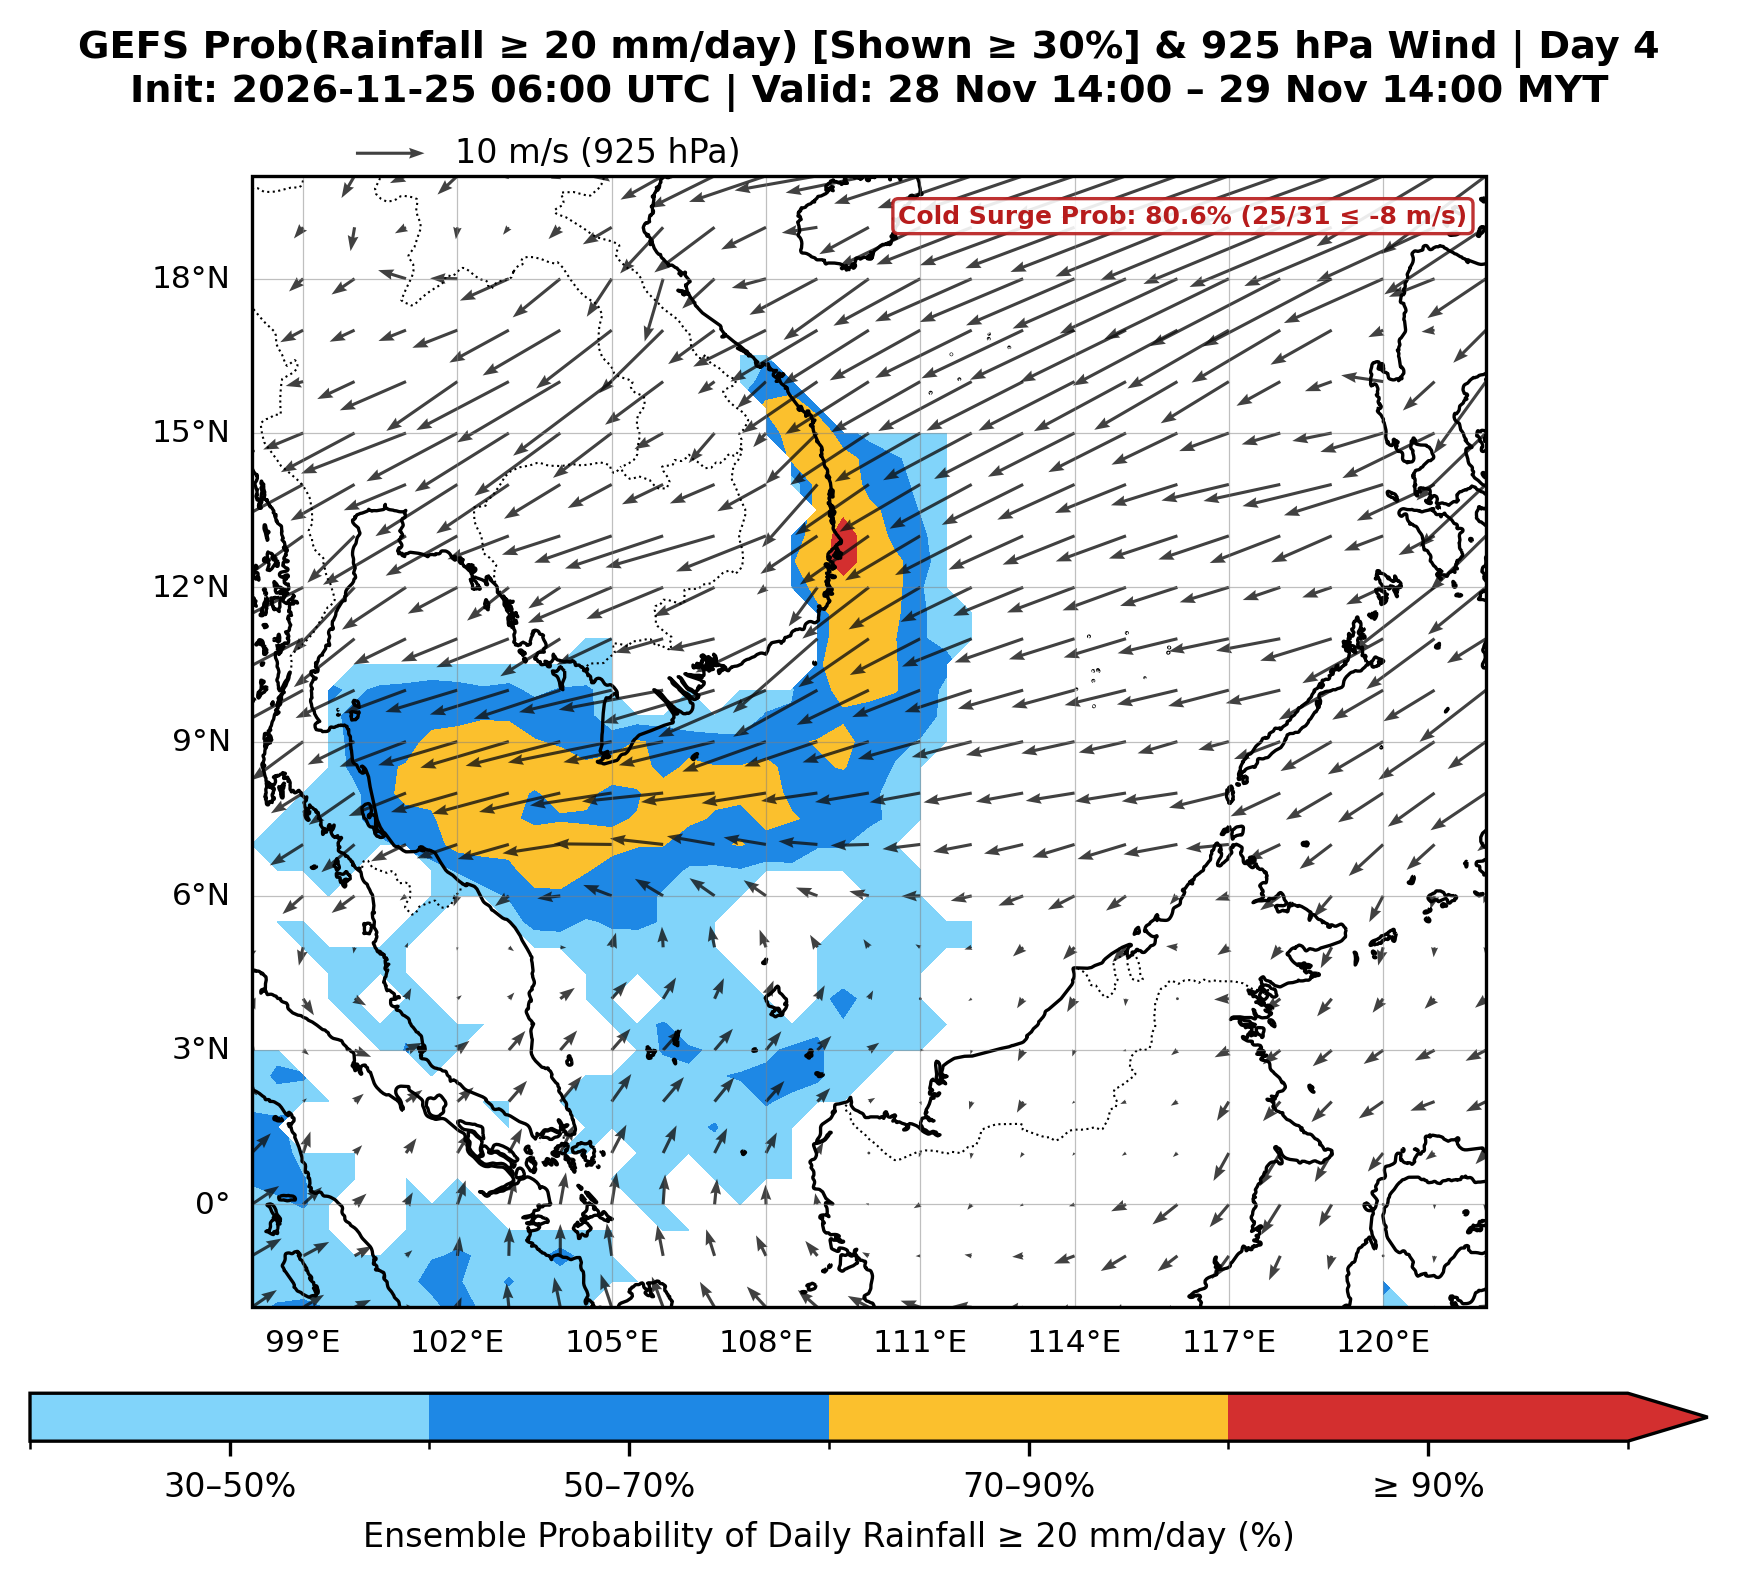 GEFS Prob(Rainfall ≥ 20 mm/day) [Shown ≥ 30%] & 925 hPa Wind | Day 4
Init: 2026-11-25 06:00 UTC | Valid: 28 Nov 14:00 – 29 Nov 14:00 MYT
10 m/s (925 hPa)
Cold Surge Prob: 80.6% (25/31 ≤ -8 m/s)
18°N
15°N
12°N
9°N
6°N
3°N
0°
99°E 102°E 105°E 108°E 111°E 114°E 117°E 120°E
30–50% 50–70% 70–90% ≥ 90%
Ensemble Probability of Daily Rainfall ≥ 20 mm/day (%)